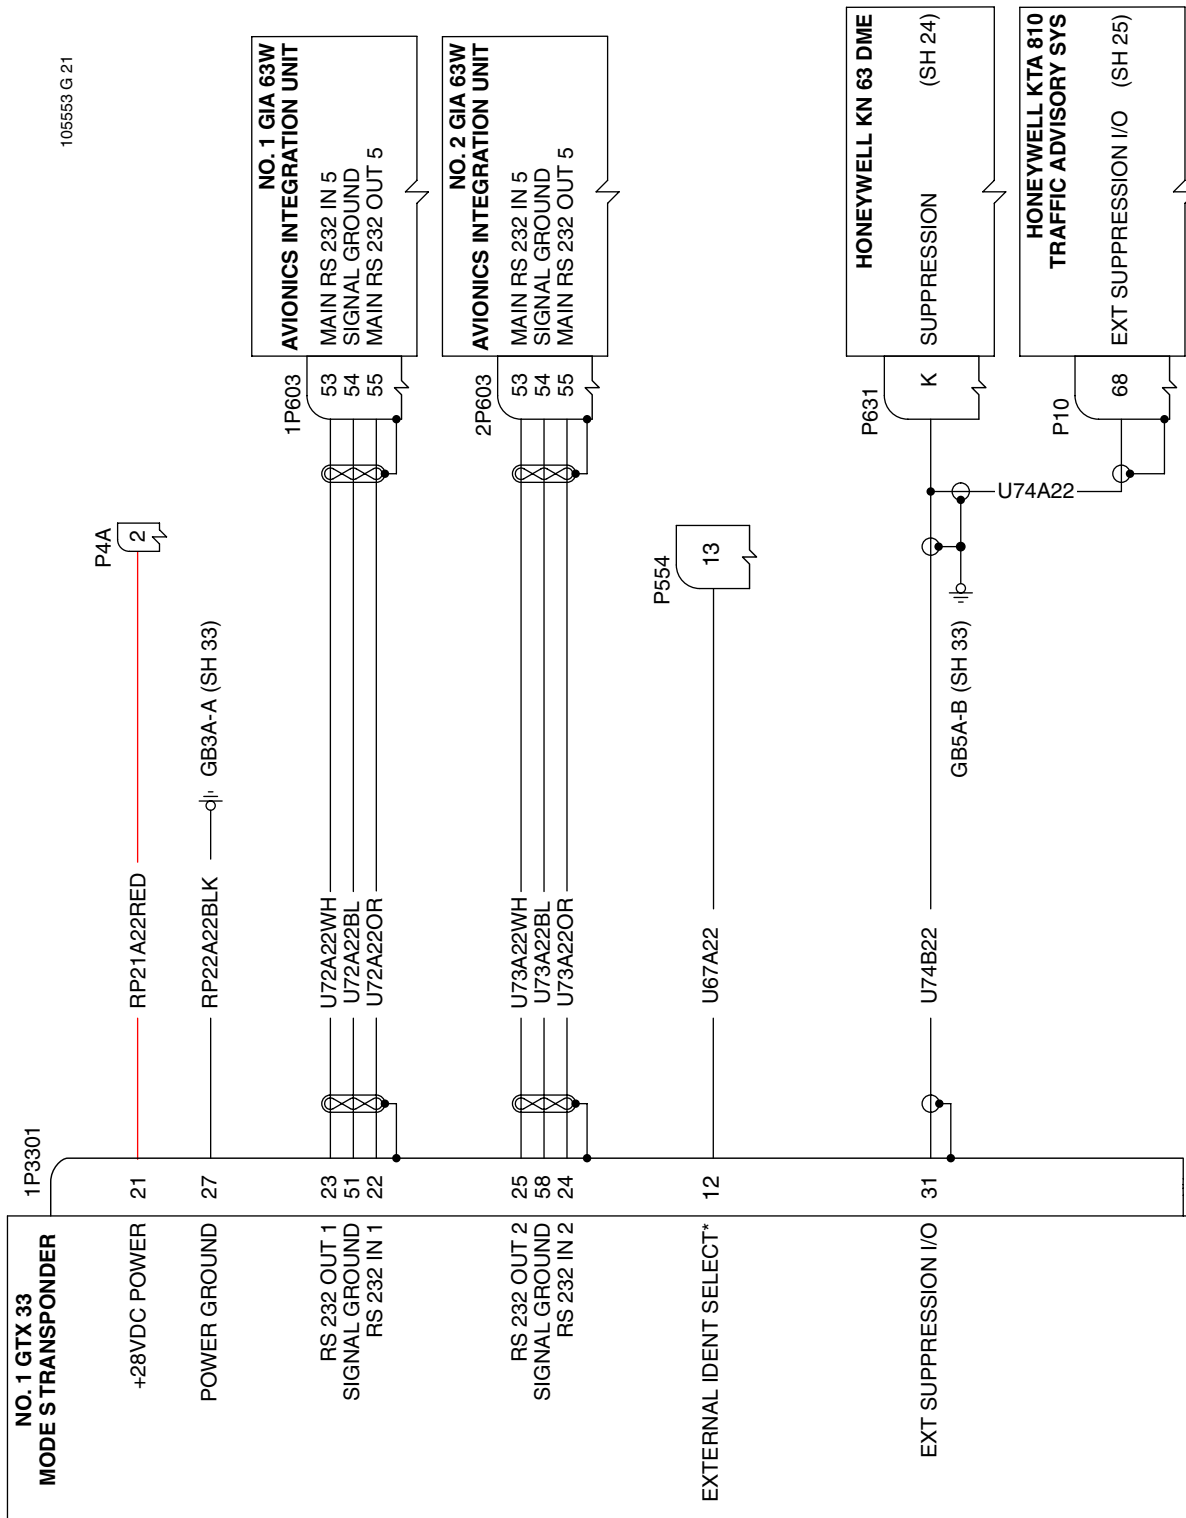 105553 G 21
NO. 1 GTX 33
MODE S TRANSPONDER
1P3301
+28VDC POWER 21 RP21A22RED 2 P4A
POWER GROUND 27 RP22A22BLK GB3A-A (SH 33)
RS 232 OUT 1 23 U72A22WH 53 MAIN RS 232 IN 5
SIGNAL GROUND 51 U72A22BL 54 SIGNAL GROUND
RS 232 IN 1 22 U72A22OR 55 MAIN RS 232 OUT 5
1P603
NO. 1 GIA 63W
AVIONICS INTEGRATION UNIT
RS 232 OUT 2 25 U73A22WH 53 MAIN RS 232 IN 5
SIGNAL GROUND 58 U73A22BL 54 SIGNAL GROUND
RS 232 IN 2 24 U73A22OR 55 MAIN RS 232 OUT 5
2P603
NO. 2 GIA 63W
AVIONICS INTEGRATION UNIT
P554
EXTERNAL IDENT SELECT* 12 U67A22 13
P631
HONEYWELL KN 63 DME
EXT SUPPRESSION I/O 31 U74B22 K SUPPRESSION (SH 24)
GB5A-B (SH 33)
U74A22
P10
HONEYWELL KTA 810
TRAFFIC ADVISORY SYS
68 EXT SUPPRESSION I/O (SH 25)